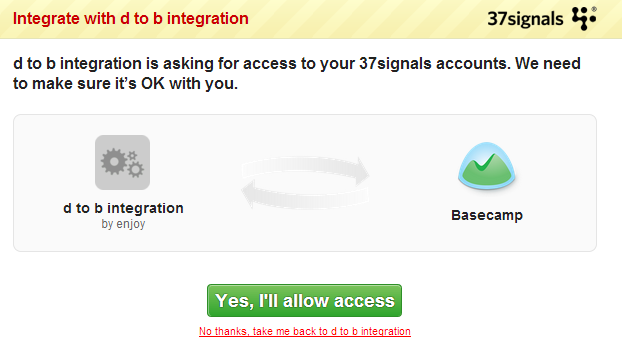 Integrate with d to b integration
37signals
d to b integration is asking for access to your 37signals accounts. We need
to make sure it's OK with you.
d to b integration
by enjoy
Basecamp
Yes, I'll allow access
No thanks, take me back to d to b integration